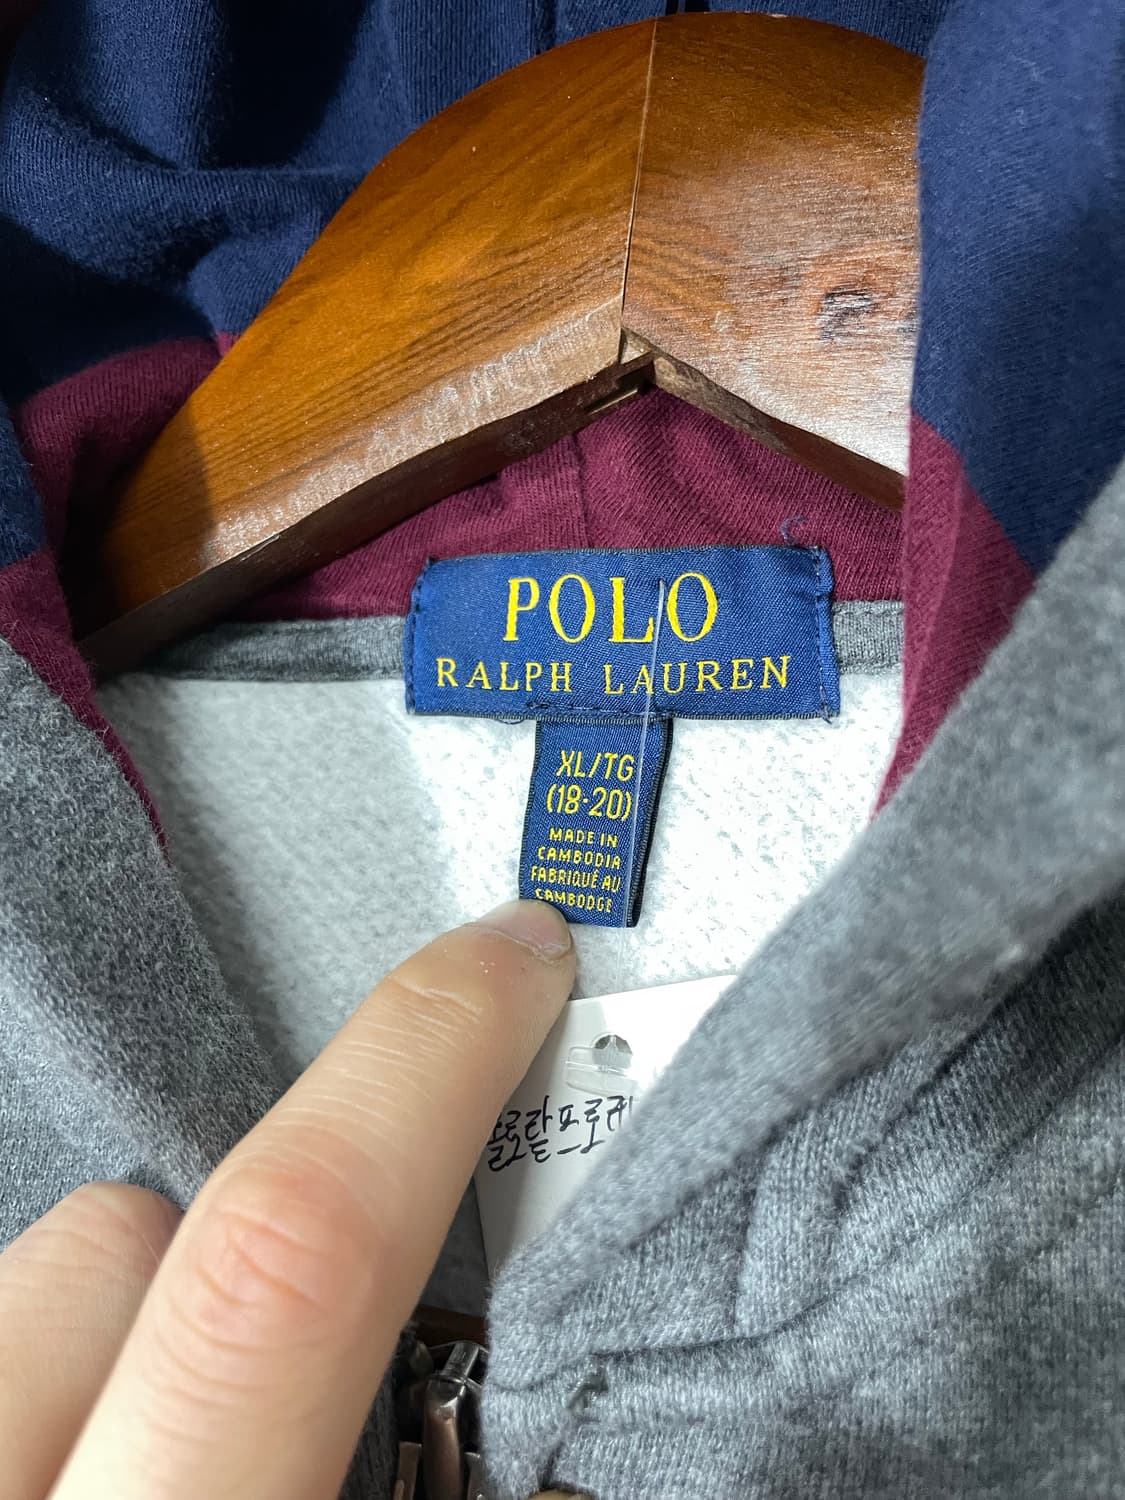 POLO
RALPH LAUREN
XL/TG
(18-20)
MADE IN
CAMBODIA
FABRIQUÉ AU
CAMBODGE